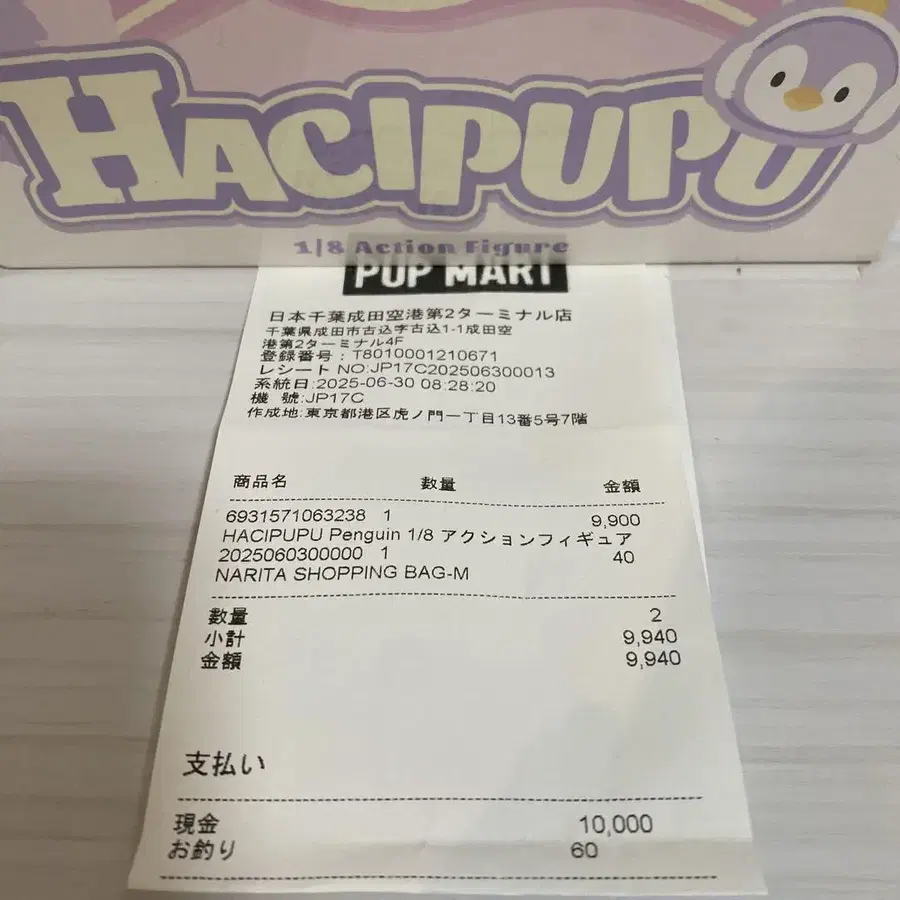 HACIPUPU
1|8 Action Figure
PUP MART
日本千葉成田空港第2ターミナル店
千葉県成田市古込字古込1-1成田空
港第2ターミナル4F
登録番号:T8010001210671
レシート NO:JP17C202506300013
系統日:2025-06-30 08:28:20
機 號:JP17C
作成地:東京都港区虎ノ門一丁目13番5号7階
商品名 数量 金額
6931571063238 1 9,900
HACIPUPU Penguin 1/8 アクションフィギュア
2025060300000 1 40
NARITA SHOPPING BAG-M
数量 2
小計 9,940
金額 9,940
支払い
現金 10,000
お釣り 60